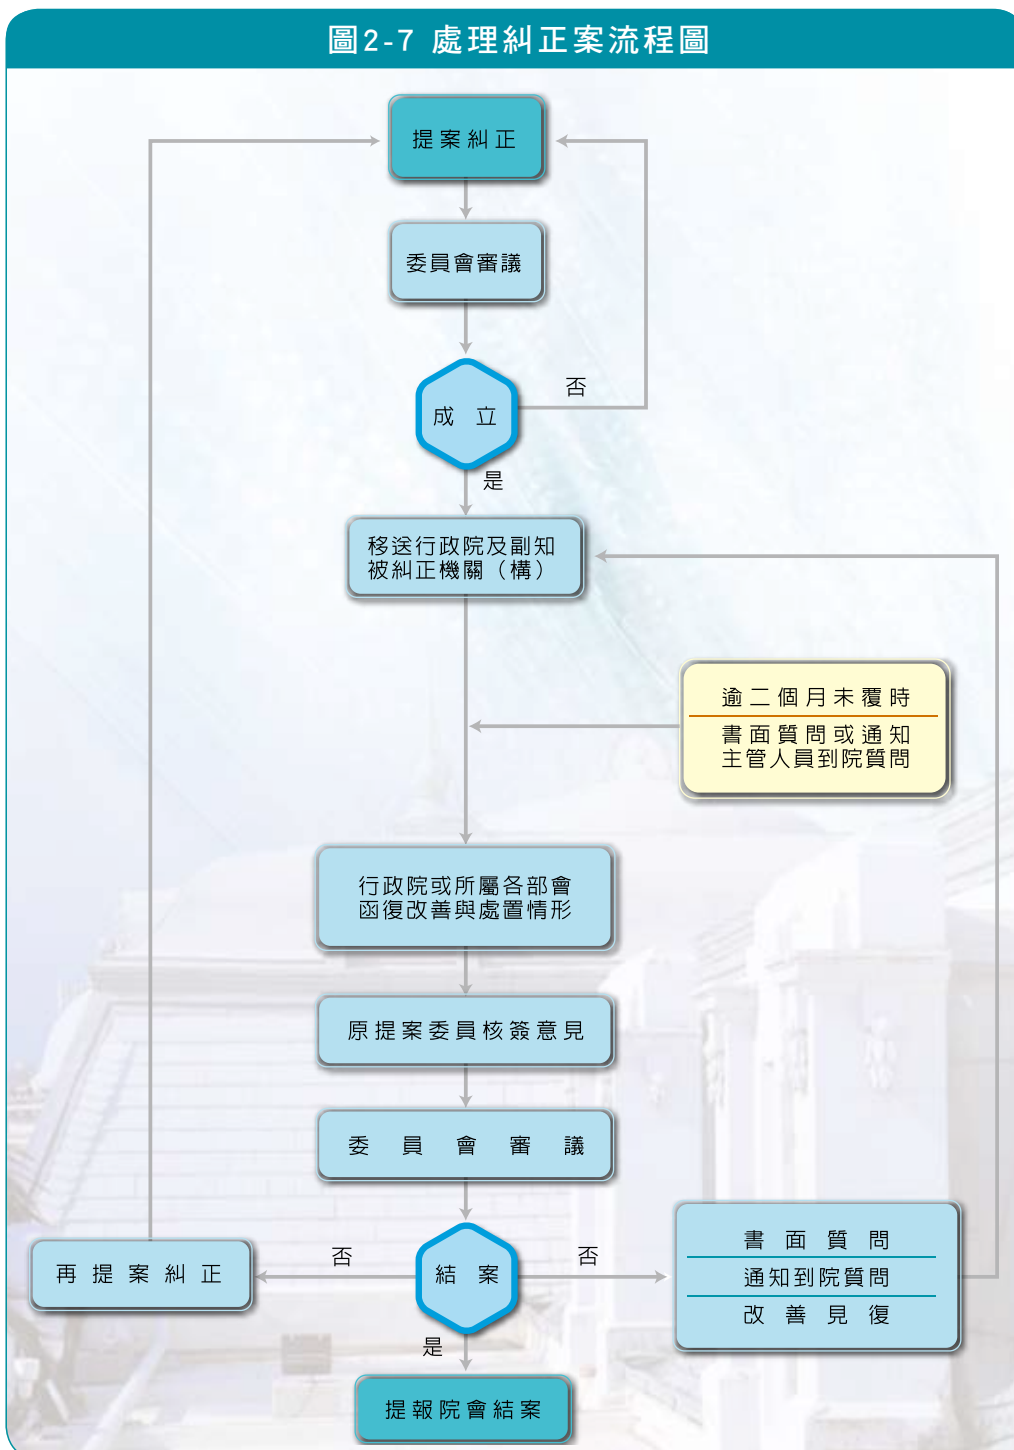 圖2-7 處理糾正案流程圖
提案糾正
委員會審議
否
成 立
是
移送行政院及副知
被糾正機關（構）
逾二個月未覆時
書面質問或通知
主管人員到院質問
行政院或所屬各部會
函復改善與處置情形
原提案委員核簽意見
委員會審議
再提案糾正
否
結 案
否
書面質問
通知到院質問
改善見復
是
提報院會結案